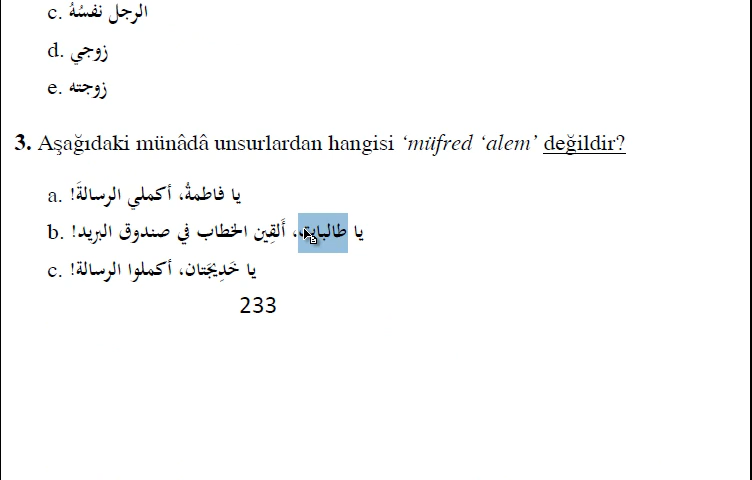 c. الرجل نفسُهُ
d. زوجي
e. زوجته
3. Aşağıdaki münâdâ unsurlardan hangisi ‘müfred ‘alem’ değildir?
a. يا فاطمةُ، أكملي الرسالةَ!
b. يا طالبات، أَلقِين الخطاب في صندوق البريد!
c. يا خَدِيجَتان، أكملوا الرسالة!
233